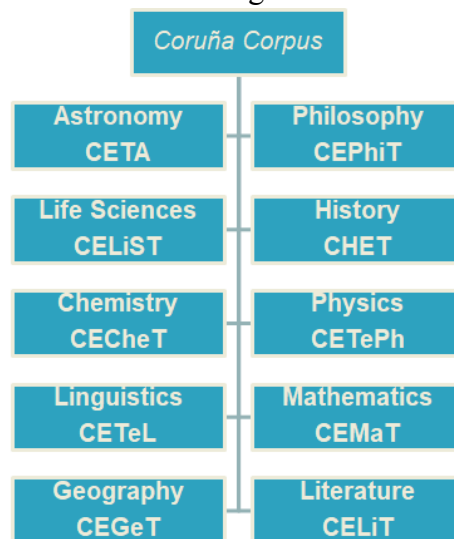 Coruña Corpus
Astronomy
CETA
Philosophy
CEPhiT
Life Sciences
CELiST
History
CHET
Chemistry
CECheT
Physics
CETePh
Linguistics
CETeL
Mathematics
CEMaT
Geography
CEGeT
Literature
CELiT